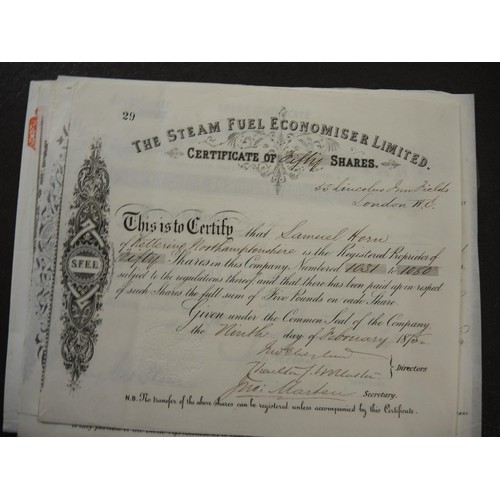 29
THE STEAM FUEL ECONOMISER LIMITED.
CERTIFICATE OF Fifty SHARES.
55 Lincolns Inn Fields
London W.C.
This is to Certify that Samuel Horn
of Kettering Northamptonshire is the Registered Proprietor of
Fifty Shares in this Company, Numbered 1031 to 1080
subject to the regulations thereof, and that there has been paid up in respect
of such Shares the full sum of Five Pounds on each Share
Given under the Common Seal of the Company
the Ninth day of February 187
Directors
Marten
Secretary.
N.B. The transfer of the above Shares can be registered unless accompanied by this Certificate.
S.F.E.L.